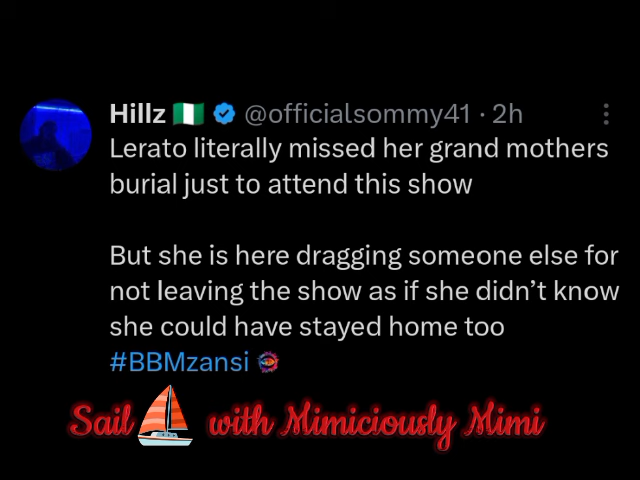 Hillz 🇳🇬 @officialsommy41 · 2h
Lerato literally missed her grand mothers
burial just to attend this show
But she is here dragging someone else for
not leaving the show as if she didn’t know
she could have stayed home too
#BBMzansi
Sail with Mimiciously Mimi